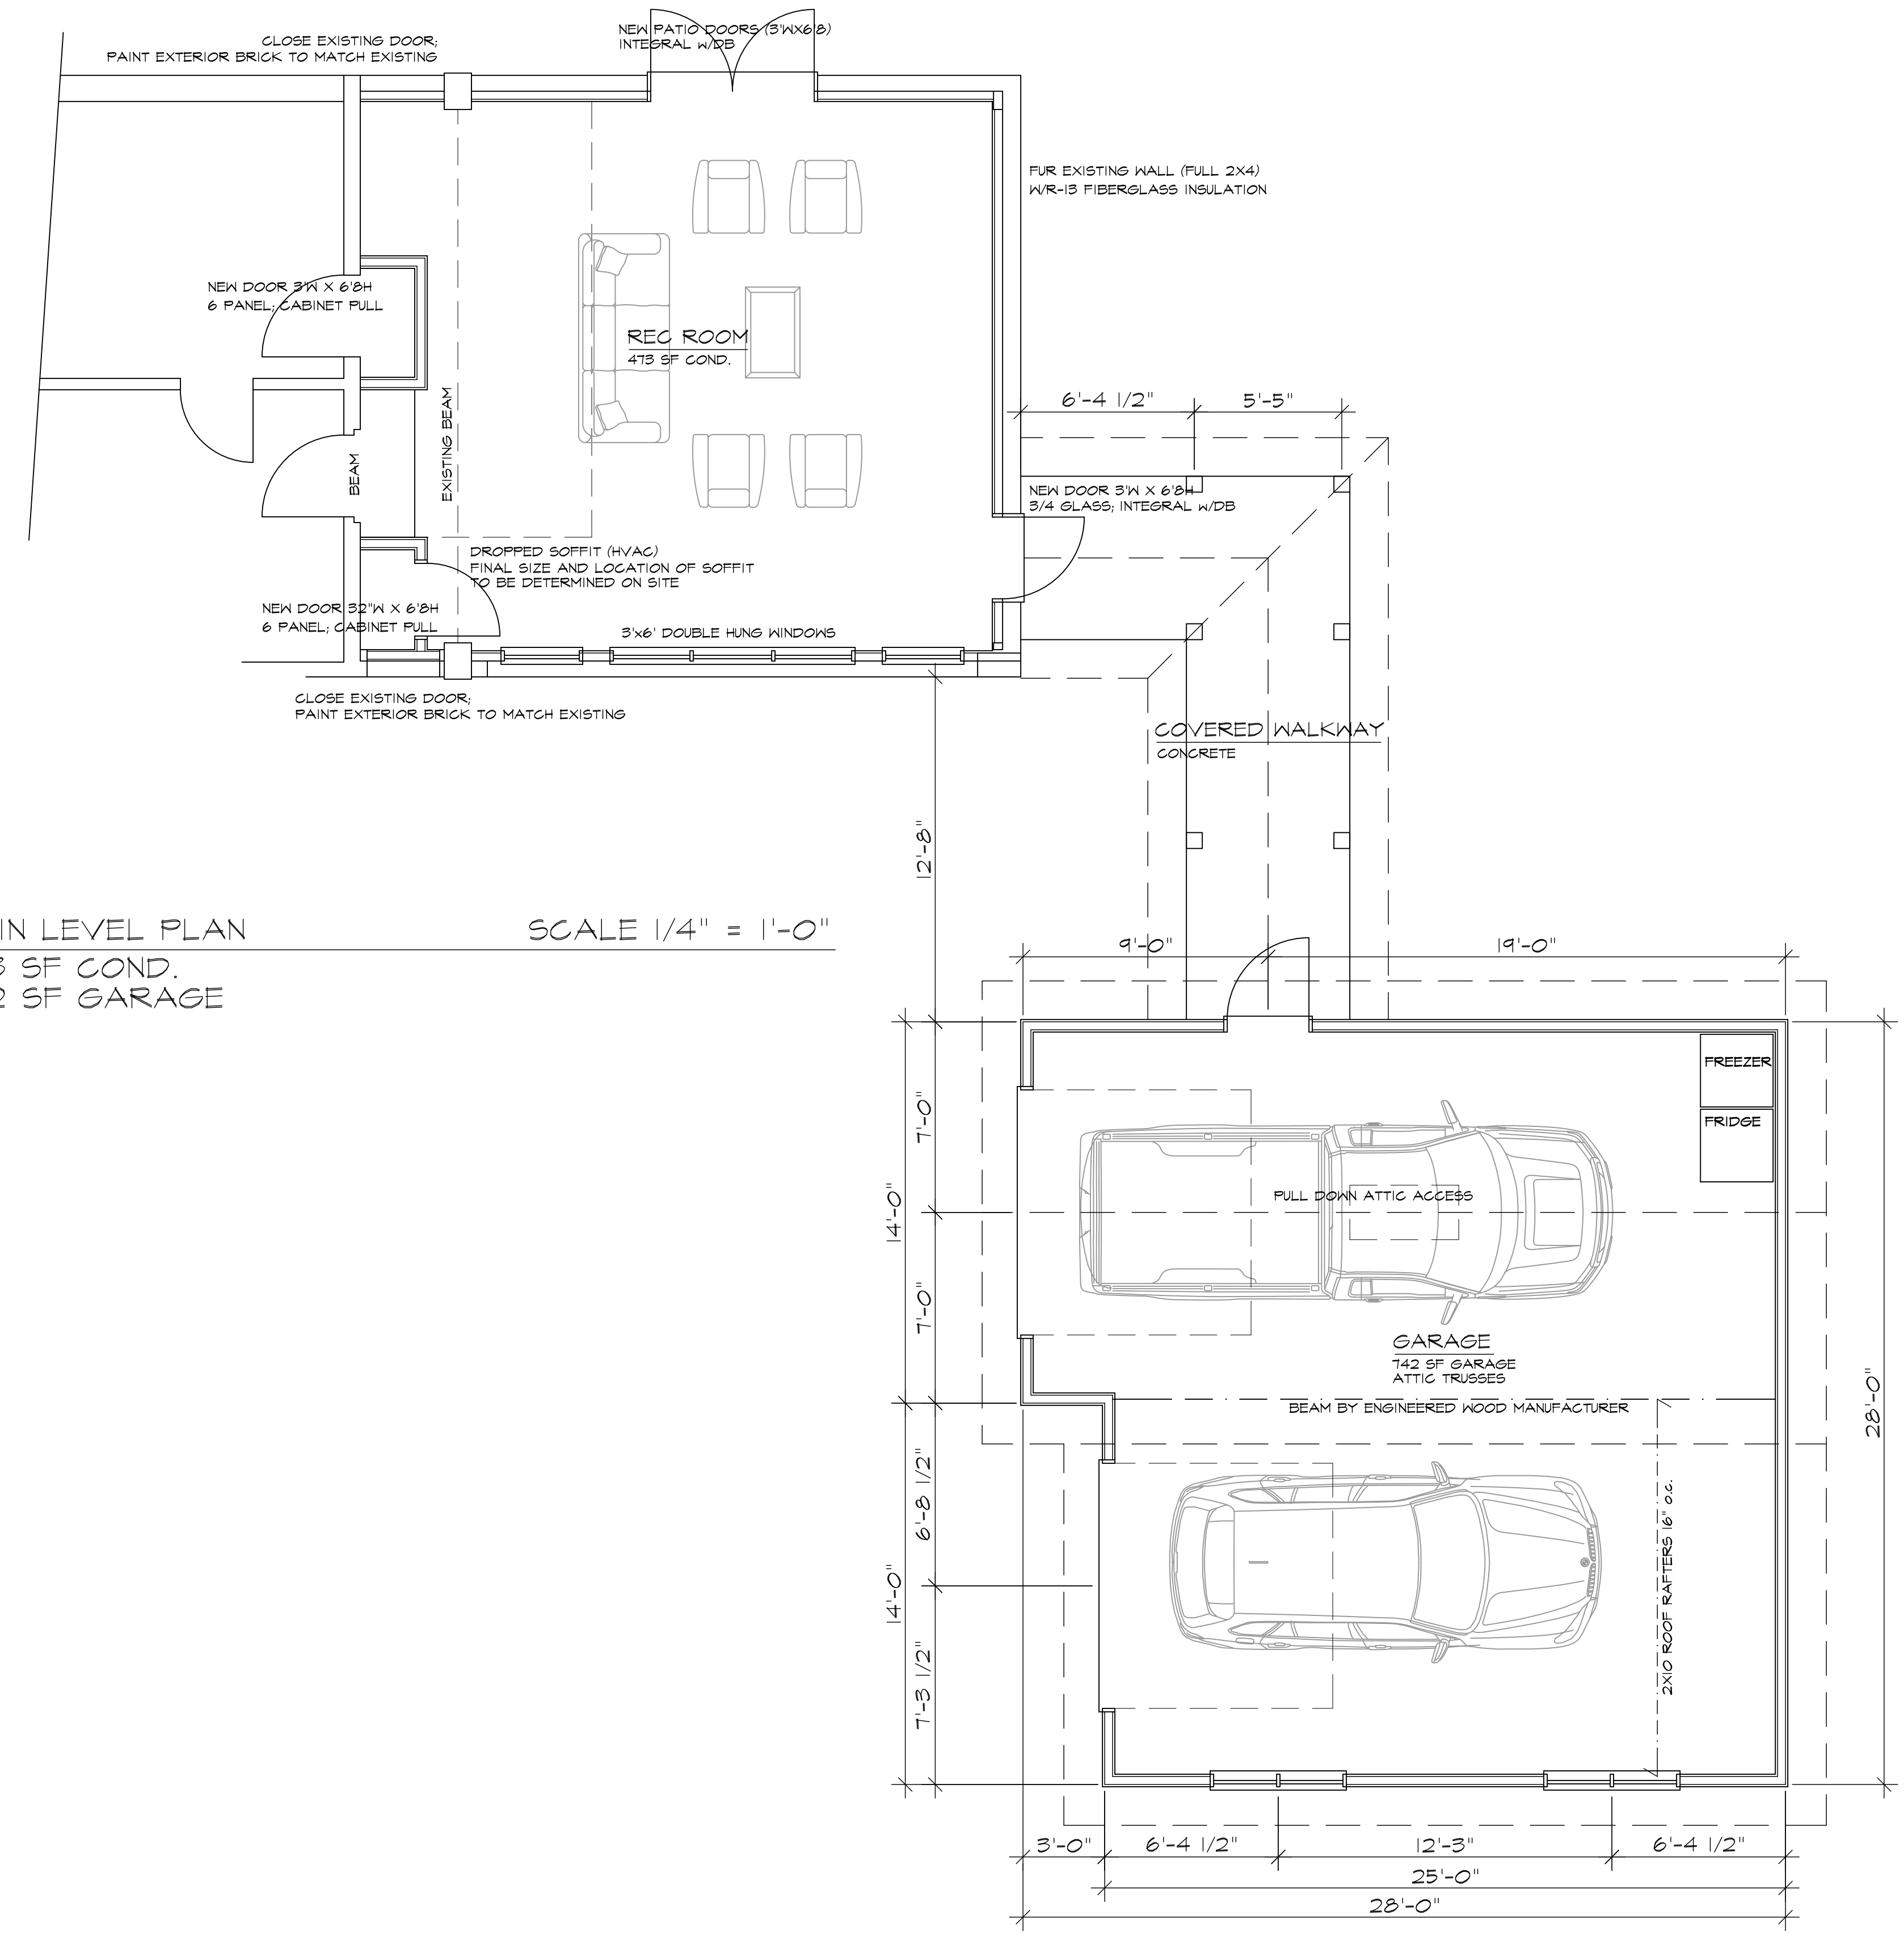 CLOSE EXISTING DOOR;
PAINT EXTERIOR BRICK TO MATCH EXISTING
NEW PATIO DOORS (3'WX6'8)
INTEGRAL W/DB
FUR EXISTING WALL (FULL 2X4)
W/R-13 FIBERGLASS INSULATION
NEW DOOR 3'W X 6'8H
6 PANEL; CABINET PULL
REC ROOM
473 SF COND.
EXISTING BEAM
BEAM
6'-4 1/2"
5'-5"
NEW DOOR 3'W X 6'8H
3/4 GLASS; INTEGRAL W/DB
DROPPED SOFFIT (HVAC)
FINAL SIZE AND LOCATION OF SOFFIT
TO BE DETERMINED ON SITE
NEW DOOR 32"W X 6'8H
6 PANEL; CABINET PULL
3'x6' DOUBLE HUNG WINDOWS
CLOSE EXISTING DOOR;
PAINT EXTERIOR BRICK TO MATCH EXISTING
COVERED WALKWAY
CONCRETE
12'-8"
IN LEVEL PLAN
SCALE 1/4" = 1'-0"
3 SF COND.
2 SF GARAGE
9'-0"
19'-0"
FREEZER
FRIDGE
7'-0"
14'-0"
7'-0"
PULL DOWN ATTIC ACCESS
GARAGE
742 SF GARAGE
ATTIC TRUSSES
BEAM BY ENGINEERED WOOD MANUFACTURER
28'-0"
6'-8 1/2"
14'-0"
7'-3 1/2"
2X10 ROOF RAFTERS 16" O.C.
3'-0"
6'-4 1/2"
12'-3"
6'-4 1/2"
25'-0"
28'-0"